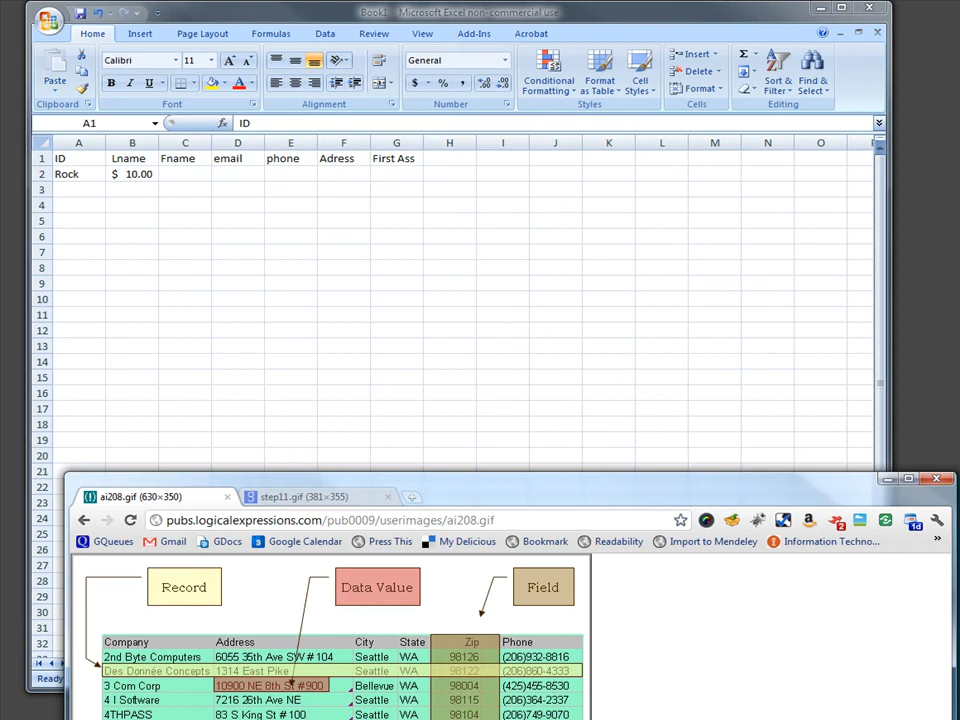 Book1 - Microsoft Excel non-commercial use
Home Insert Page Layout Formulas Data Review View Add-Ins Acrobat
Paste
Calibri 11
General
Conditional Formatting
Format as Table
Cell Styles
Insert
Delete
Format
Sort & Filter
Find & Select
Clipboard Font Alignment Number Styles Cells Editing
A1 fx ID
A B C D E F G H I J K L M N O
1 ID Lname Fname email phone Adress First Ass
2 Rock $ 10.00
3
4
5
6
7
8
9
10
11
12
13
14
15
16
17
18
19
20
21
22
23
24
25
26
27
28
29
30
31
32
Ready
ai208.gif (630×350) step11.gif (381×355)
pubs.logicalexpressions.com/pub0009/userimages/ai208.gif
GQueues Gmail GDocs Google Calendar Press This My Delicious Bookmark Readability Import to Mendeley Information Techno... »
Record Data Value Field
Company Address City State Zip Phone
2nd Byte Computers 6055 35th Ave SW #104 Seattle WA 98126 (206)932-8816
Des Donnée Concepts 1314 East Pike Seattle WA 98122 (206)860-4333
3 Com Corp 10900 NE 8th St #900 Bellevue WA 98004 (425)455-8530
4 I Software 7216 26th Ave NE Seattle WA 98115 (206)364-2337
4THPASS 83 S King St #100 Seattle WA 98104 (206)749-9070